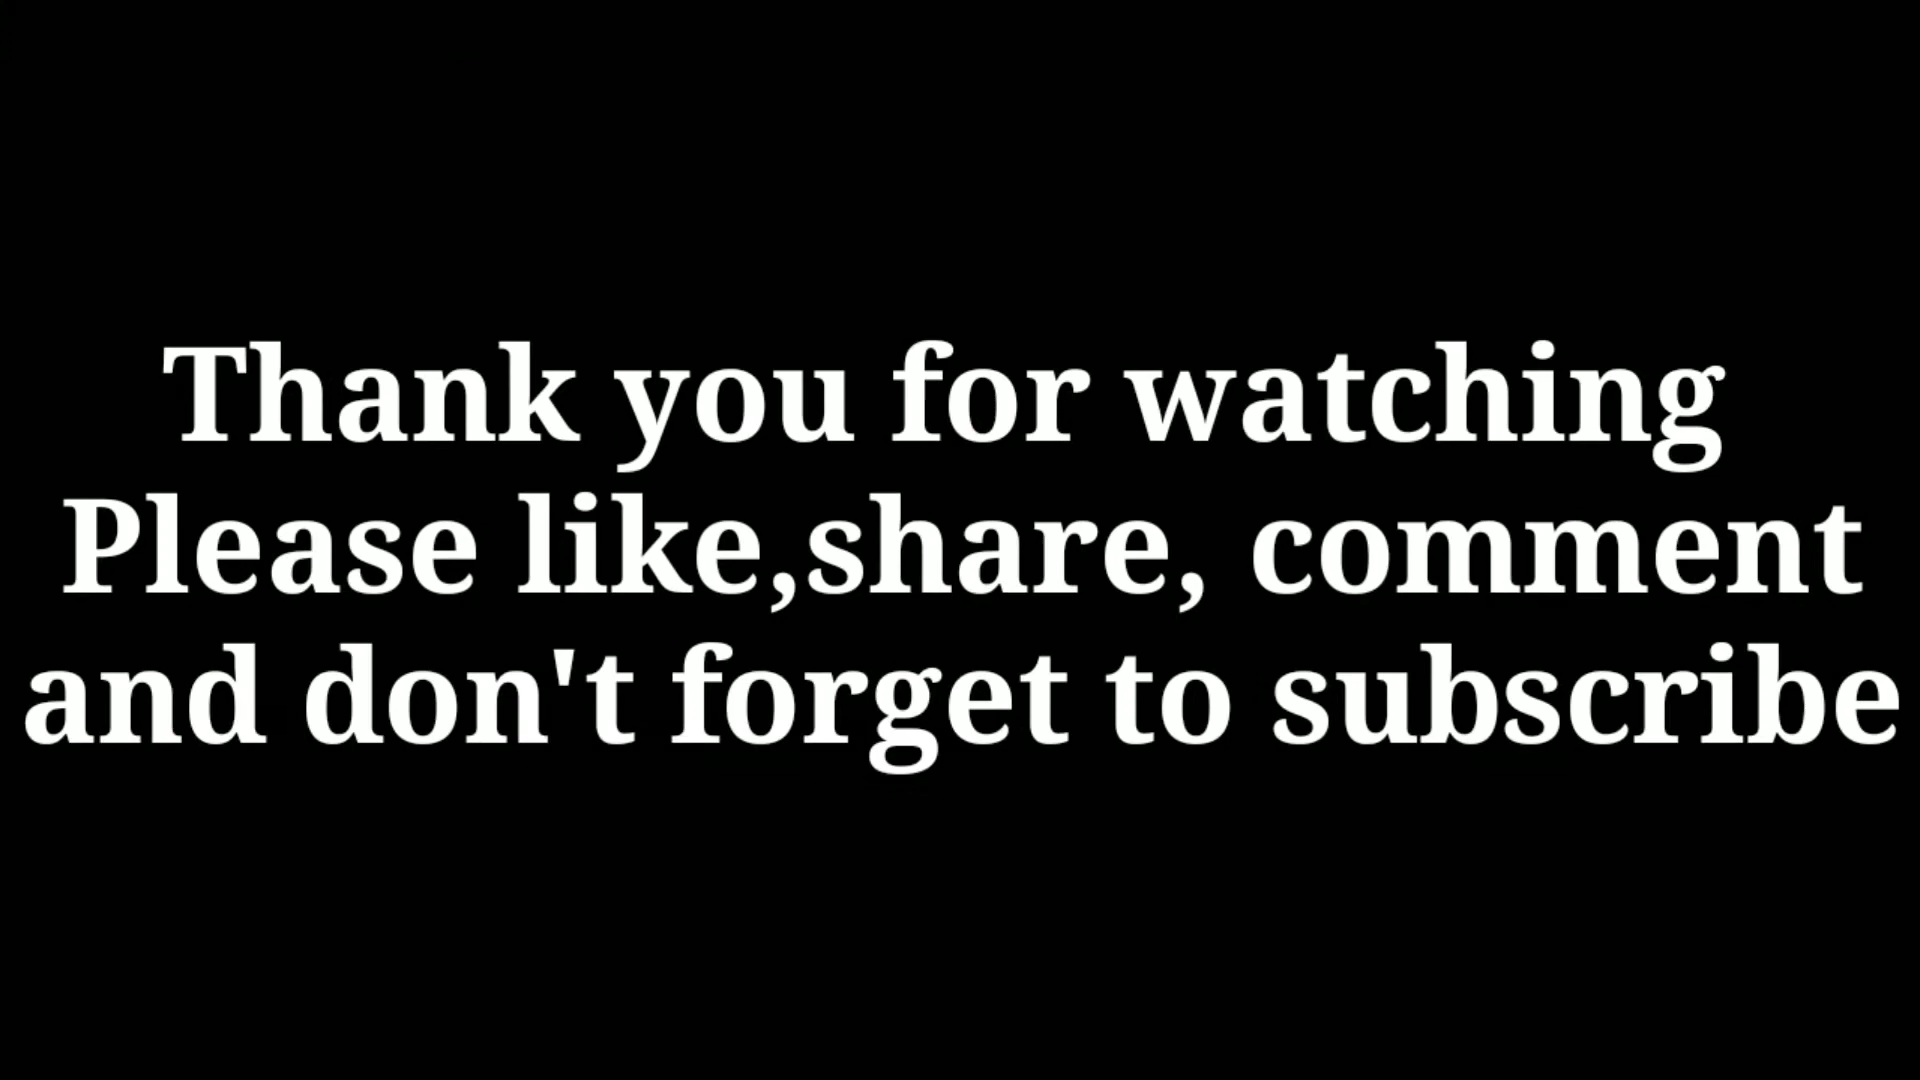 Thank you for watching
Please like,share, comment
and don't forget to subscribe